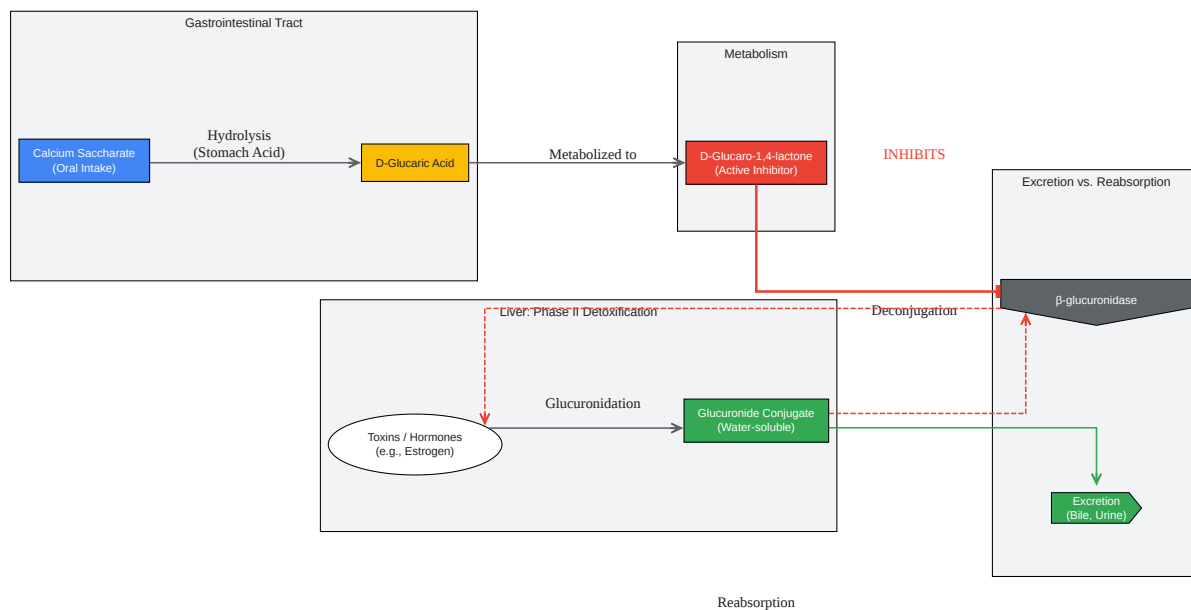 Gastrointestinal Tract
Metabolism
Hydrolysis
(Stomach Acid)
Calcium Saccharate
(Oral Intake)
D-Glucaric Acid
Metabolized to
D-Glucaro-1,4-lactone
(Active Inhibitor)
INHIBITS
Excretion vs. Reabsorption
β-glucuronidase
Liver: Phase II Detoxification
Deconjugation
Glucuronidation
Glucuronide Conjugate
(Water-soluble)
Toxins / Hormones
(e.g., Estrogen)
Excretion
(Bile, Urine)
Reabsorption